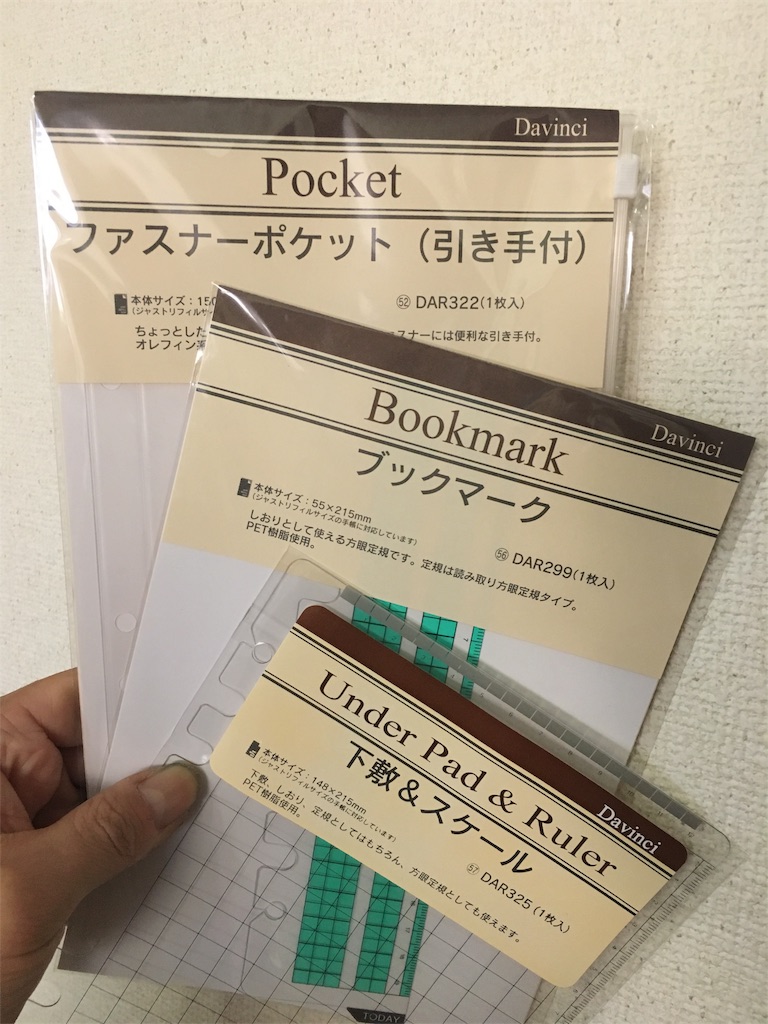 Davinci
Pocket
ファスナーポケット（引き手付）
本体サイズ：150
（ジャストリフィルサ
52 DAR322（1枚入）
ちょっとした
スナーには便利な引き手付。
オレフィン
Davinci
Bookmark
ブックマーク
本体サイズ：55×215mm
（ジャストリフィルサイズの手帳に対応しています）
56 DAR299（1枚入）
しおりとして使える方眼定規です。定規は読み取り方眼定規タイプ。
PET樹脂使用。
Davinci
Under Pad & Ruler
下敷&スケール
本体サイズ：148×215mm
（ジャストリフィルサイズの手帳に対応しています）
57 DAR325（1枚入）
下敷、しおり、定規としてはもちろん、方眼定規としても使えます。
PET樹脂使用。
TODAY